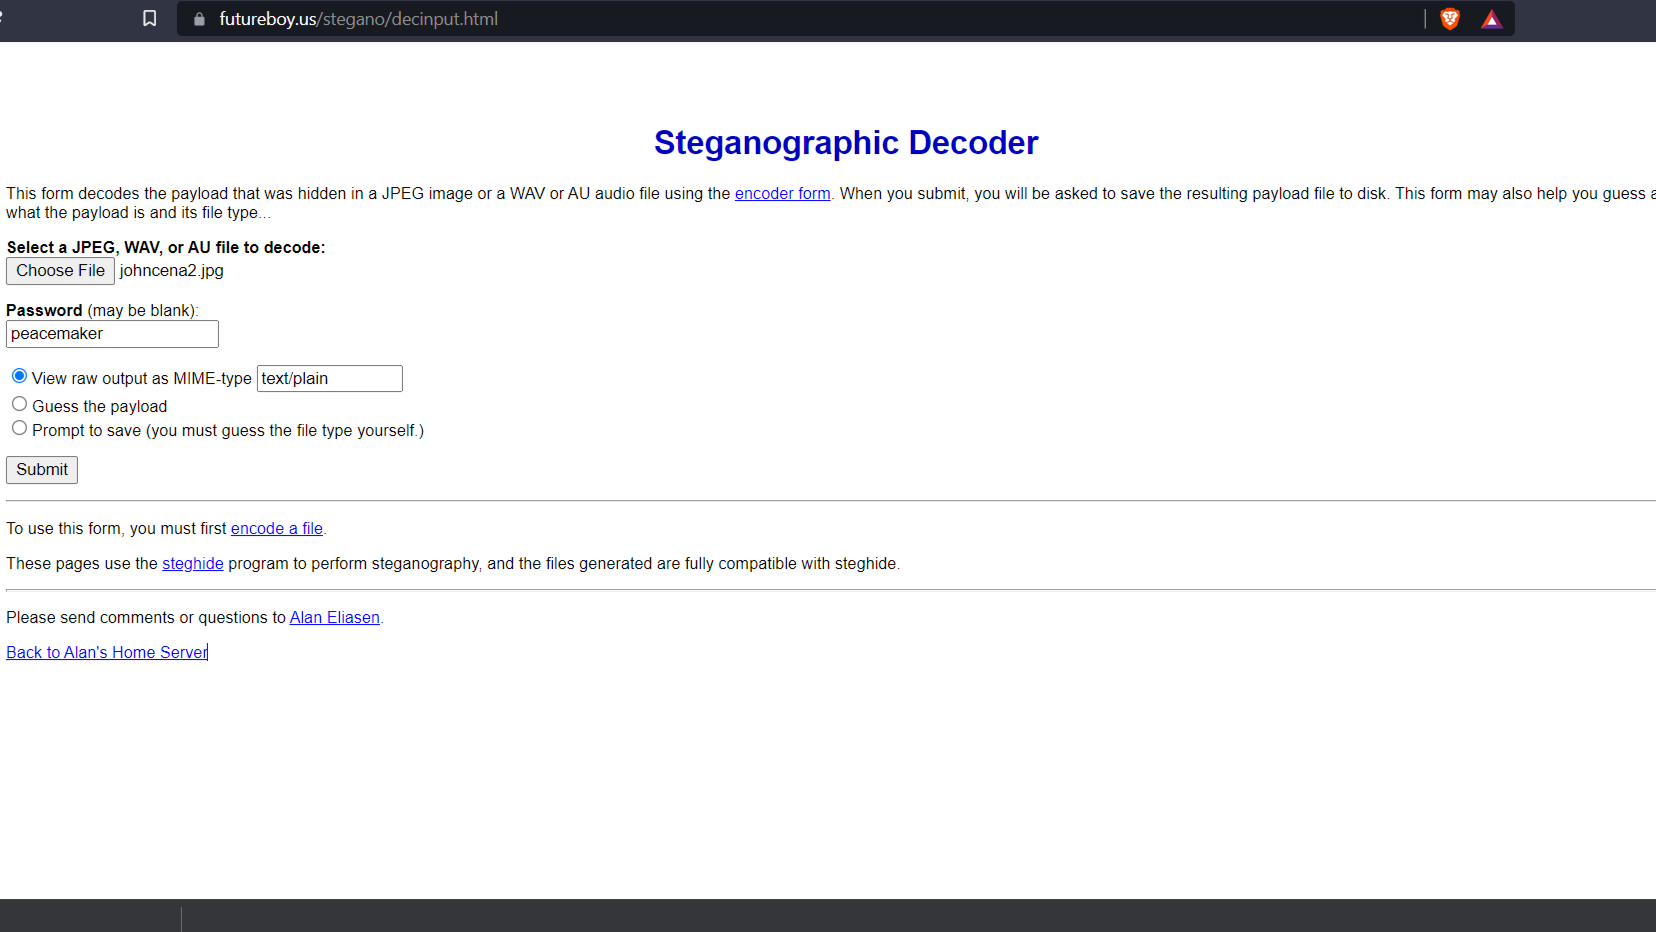 futureboy.us/stegano/decinput.html
Steganographic Decoder
This form decodes the payload that was hidden in a JPEG image or a WAV or AU audio file using the encoder form. When you submit, you will be asked to save the resulting payload file to disk. This form may also help you guess a
what the payload is and its file type...
Select a JPEG, WAV, or AU file to decode:
Choose File johncena2.jpg
Password (may be blank):
peacemaker
View raw output as MIME-type text/plain
Guess the payload
Prompt to save (you must guess the file type yourself.)
Submit
To use this form, you must first encode a file.
These pages use the steghide program to perform steganography, and the files generated are fully compatible with steghide.
Please send comments or questions to Alan Eliasen.
Back to Alan's Home Server